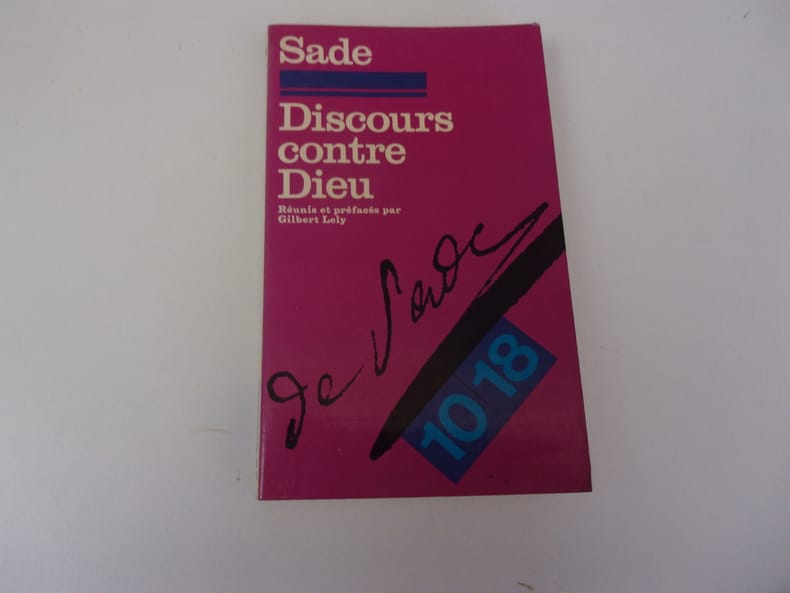 Sade
Discours
contre
Dieu
Réunis et préfacés par
Gilbert Lely
de Sade
10 18